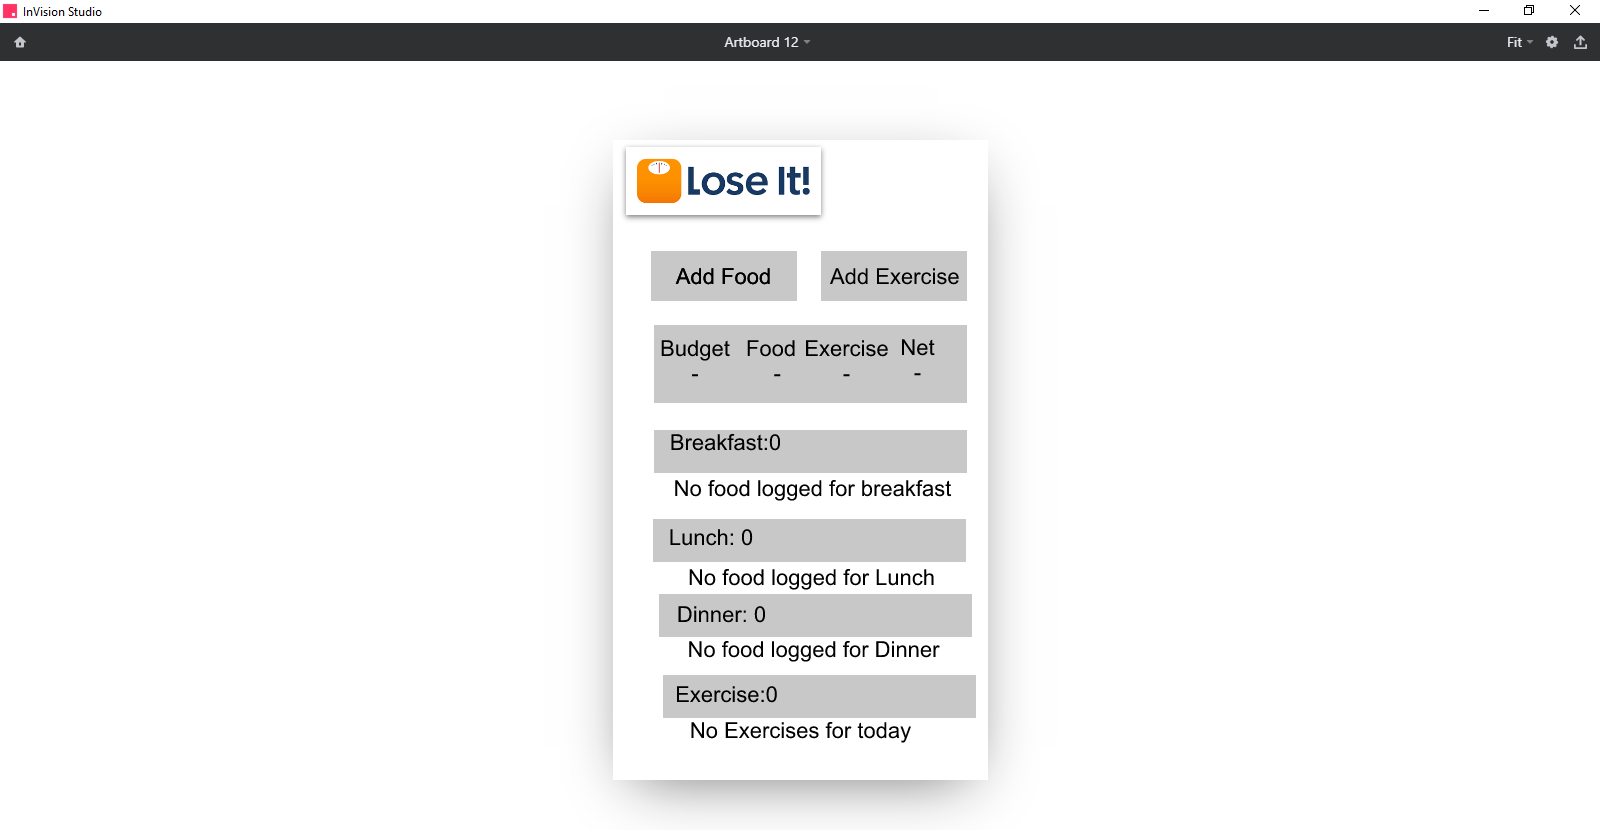 InVision Studio
Artboard 12
Fit
Lose It!
Add Food
Add Exercise
Budget Food Exercise Net
- - - -
Breakfast:0
No food logged for breakfast
Lunch: 0
No food logged for Lunch
Dinner: 0
No food logged for Dinner
Exercise:0
No Exercises for today